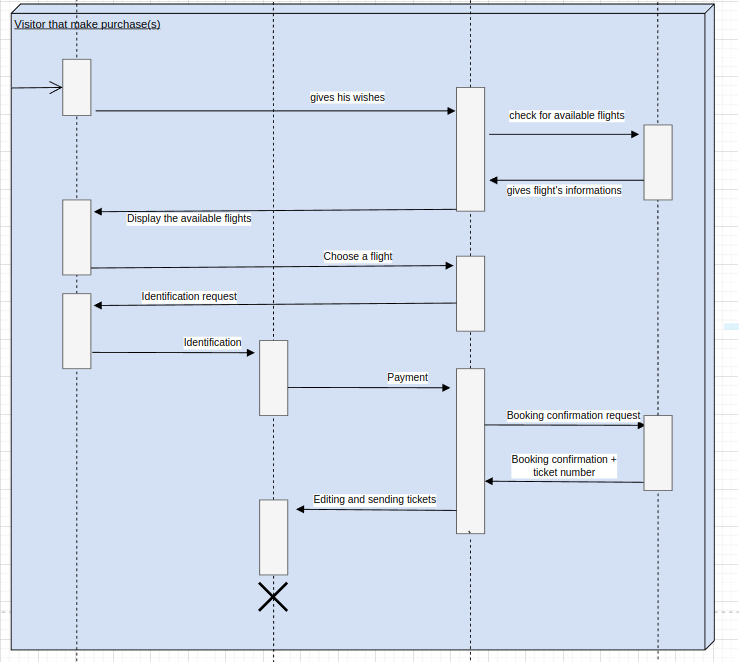 Visitor that make purchase(s)
gives his wishes
check for available flights
gives flight's informations
Display the available flights
Choose a flight
Identification request
Identification
Payment
Booking confirmation request
Booking confirmation +
ticket number
Editing and sending tickets